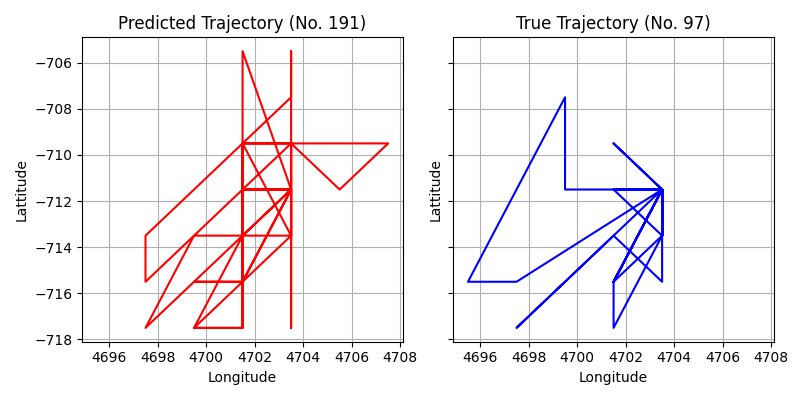 Predicted Trajectory (No. 191)
True Trajectory (No. 97)
Lattitude
−706
−708
−710
−712
−714
−716
−718
4696 4698 4700 4702 4704 4706 4708
Longitude
Lattitude
4696 4698 4700 4702 4704 4706 4708
Longitude